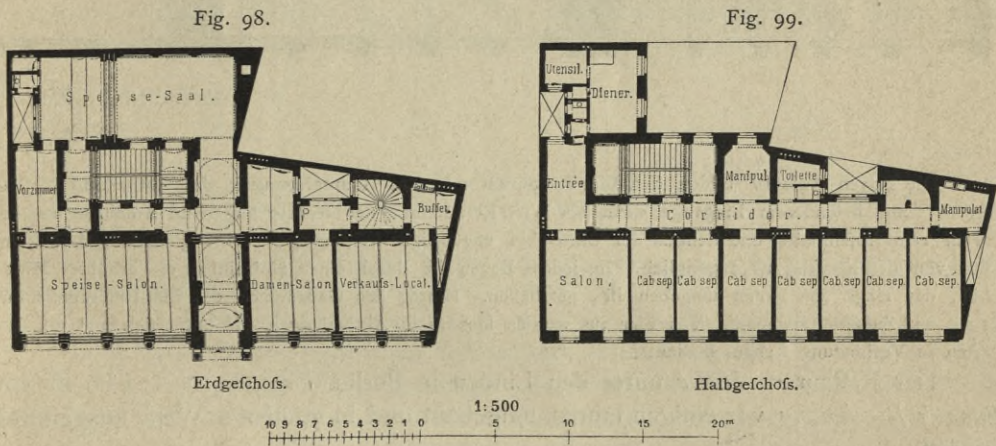 Fig. 98.
Fig. 99.
Speise-Saal.
Vorzimmer
Buffet.
Speise-Salon.
Damen-Salon
Verkaufs-Local.
Utensil.
Diener.
Entrée
Manipul.
Toilette
Corridor.
Manipulat
Salon.
Cab. sep.
Cab. sep.
Cab. sep.
Cab. sep.
Cab. sep.
Cab. sep.
Cab. sep.
Erdgeſchoſs.
Halbgeſchoſs.
1:500
10 9 8 7 6 5 4 3 2 1 0 5 10 15 20m